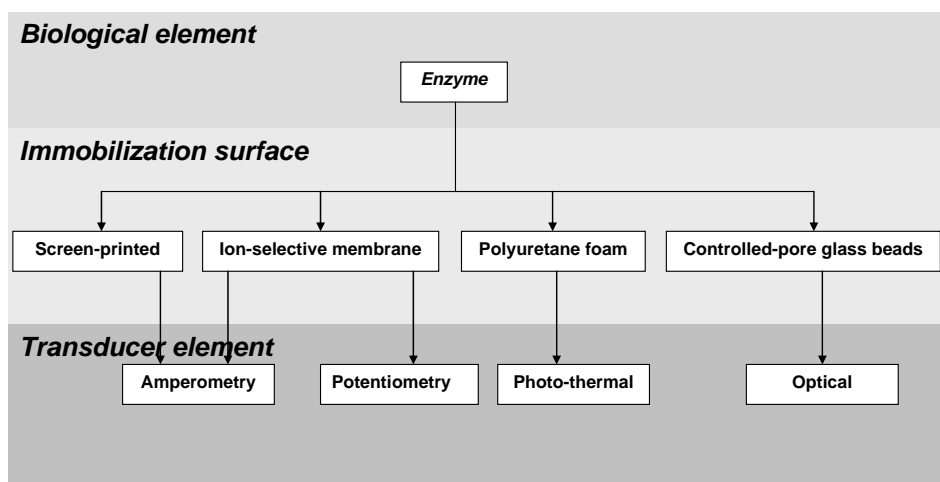 Biological element
Enzyme
Immobilization surface
Screen-printed
Ion-selective membrane
Polyuretane foam
Controlled-pore glass beads
Transducer element
Amperometry
Potentiometry
Photo-thermal
Optical